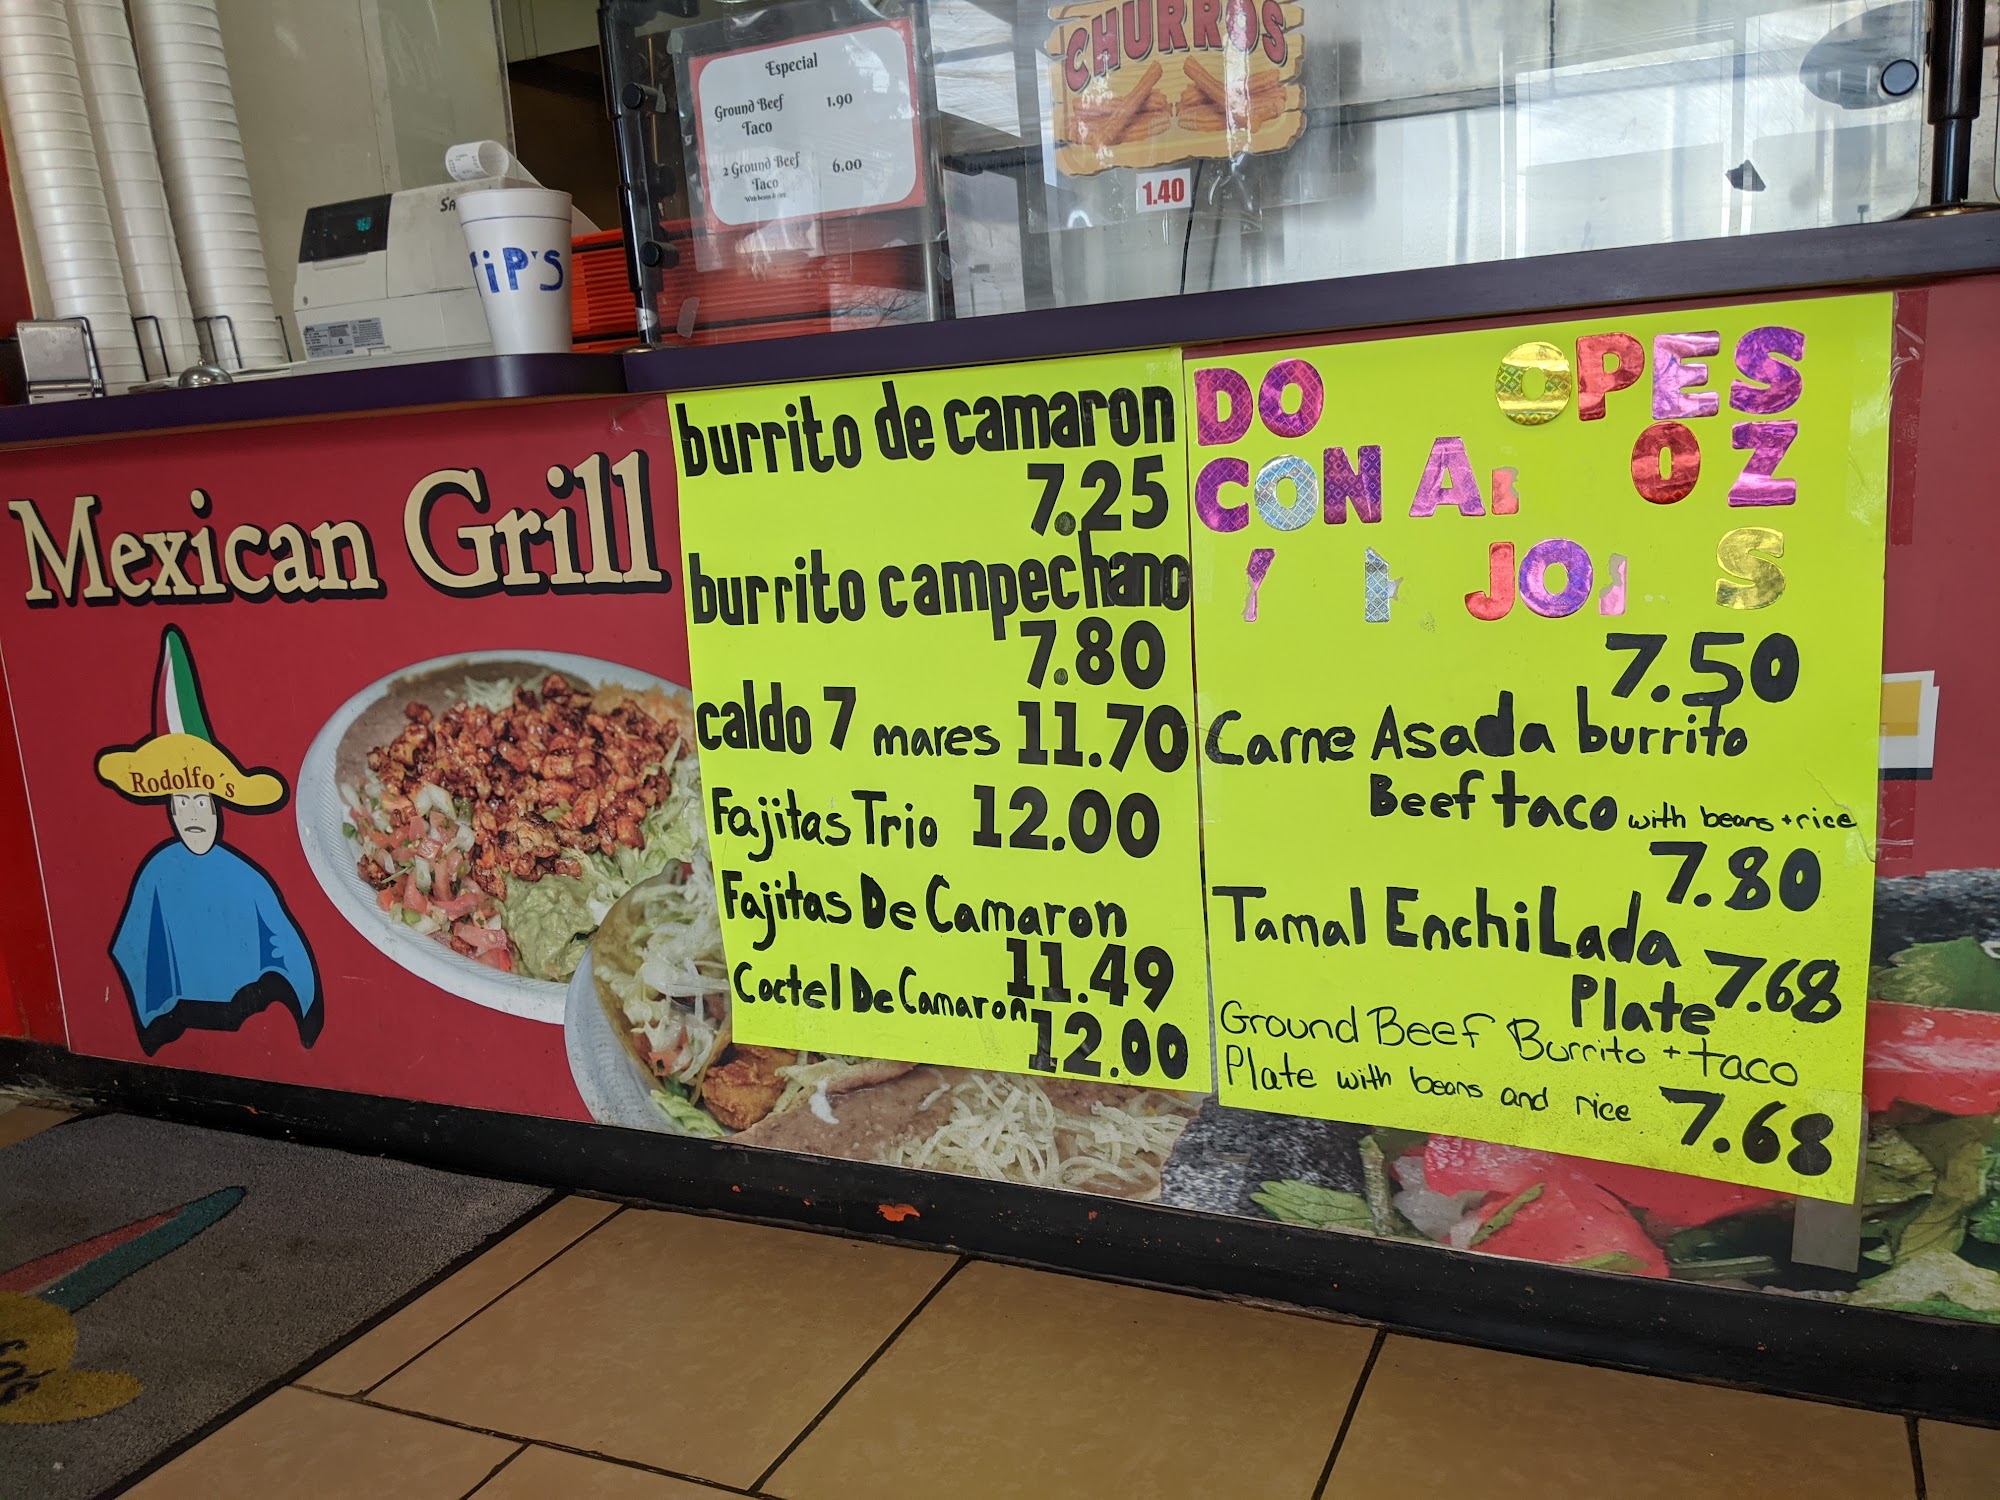 Especial
Ground Beef 1.90
Taco
2 Ground Beef 6.00
Taco
With beans & rice
CHURROS
1.40
TiP'S
Mexican Grill
Rodolfo's
burrito de camaron
7.25
burrito campechano
7.80
caldo 7 mares 11.70
Fajitas Trio 12.00
Fajitas De Camaron
11.49
Coctel De Camaron
12.00
DO OPES
CON A OZ
JO S
7.50
Carne Asada burrito
Beef taco with beans + rice
7.80
Tamal EnchiLada
Plate 7.68
Ground Beef Burrito + taco
Plate with beans and rice 7.68